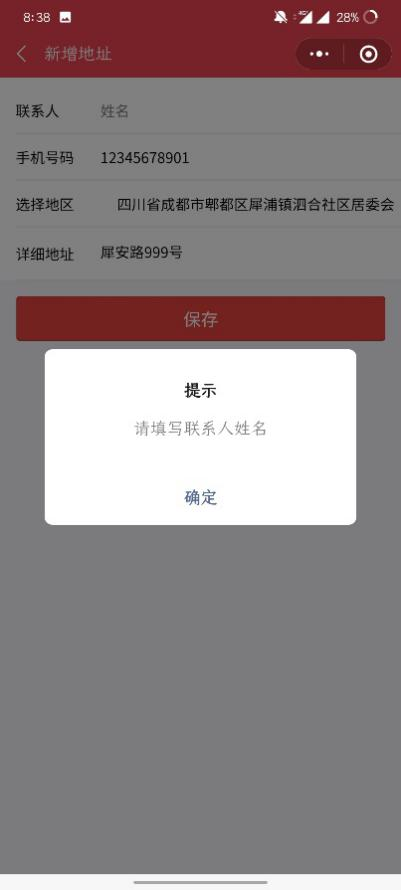 8:38
4G
28%
新增地址
联系人 姓名
手机号码 12345678901
选择地区 四川省成都市郫都区犀浦镇泗合社区居委会
详细地址 犀安路999号
保存
提示
请填写联系人姓名
确定